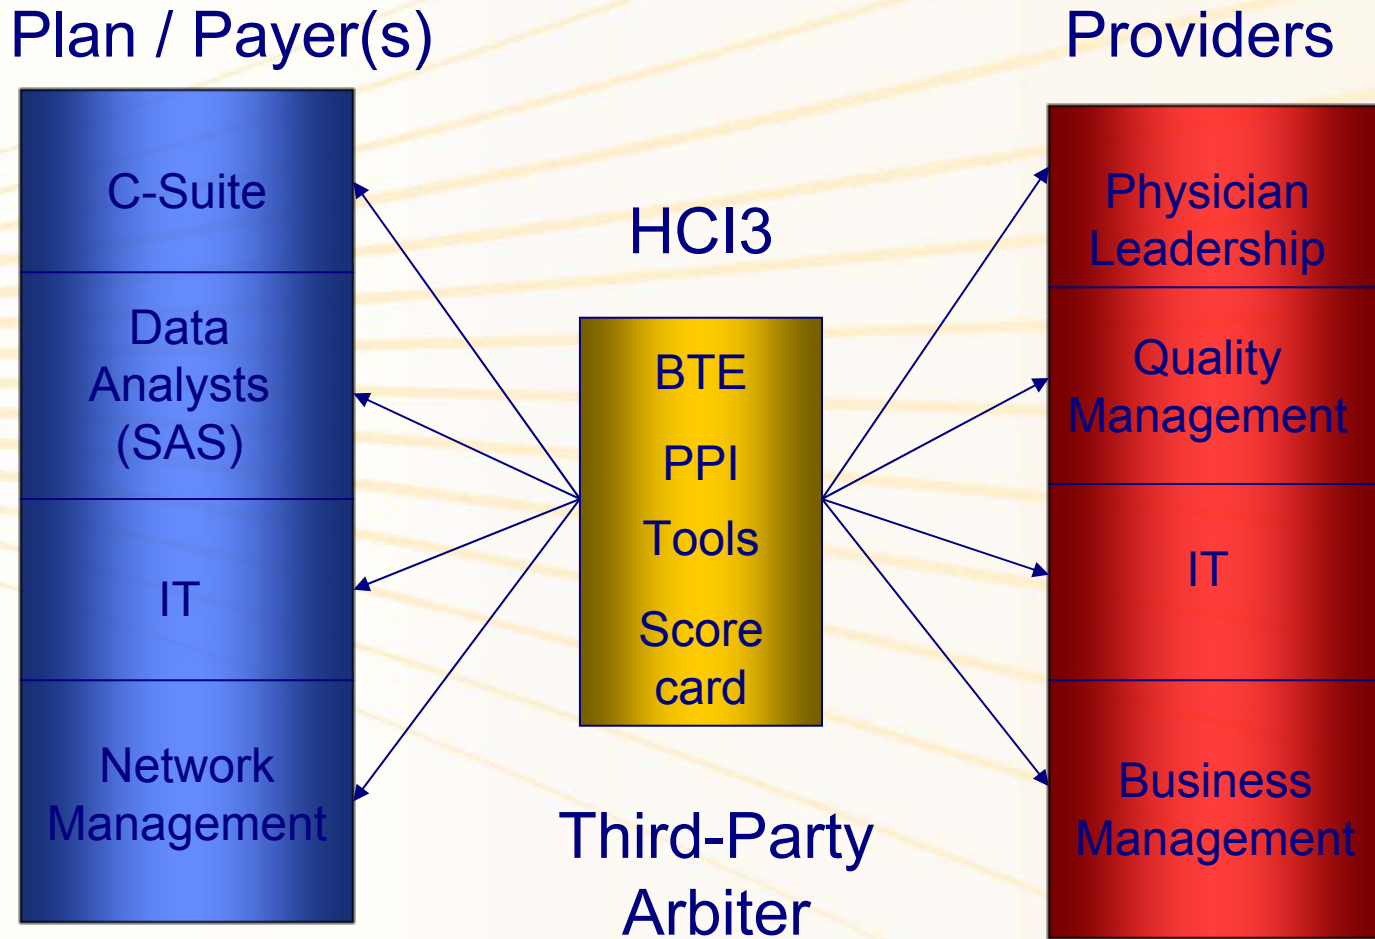 Plan / Payer(s)
C-Suite
Data
Analysts
(SAS)
IT
Network
Management
HCI3
BTE
PPI
Tools
Score
card
Third-Party
Arbiter
Providers
Physician
Leadership
Quality
Management
IT
Business
Management